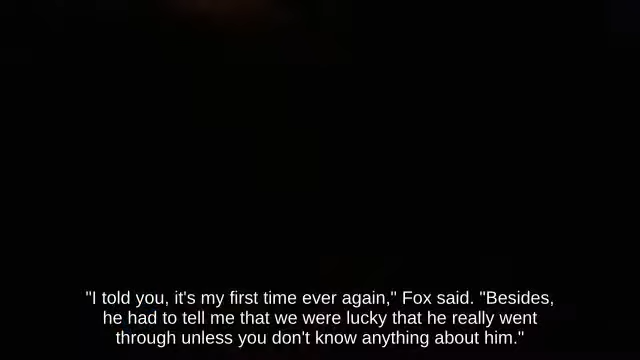 "I told you, it's my first time ever again," Fox said. "Besides,
he had to tell me that we were lucky that he really went
through unless you don't know anything about him."